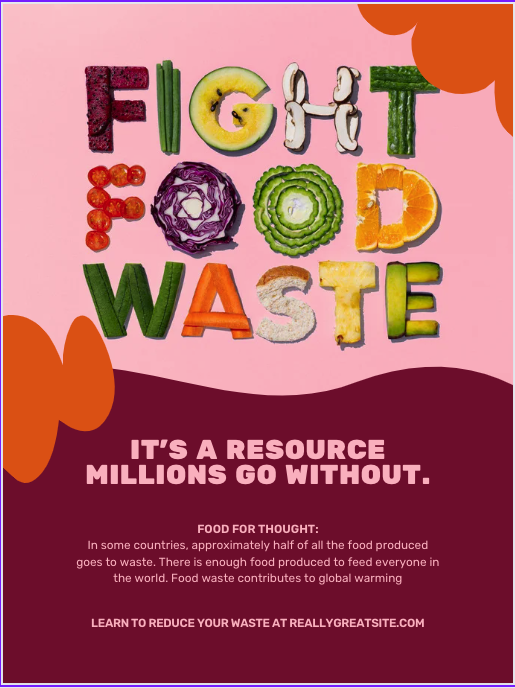 FIGHT
FOOD
WASTE
IT'S A RESOURCE
MILLIONS GO WITHOUT.
FOOD FOR THOUGHT:
In some countries, approximately half of all the food produced
goes to waste. There is enough food produced to feed everyone in
the world. Food waste contributes to global warming
LEARN TO REDUCE YOUR WASTE AT REALLYGREATSITE.COM